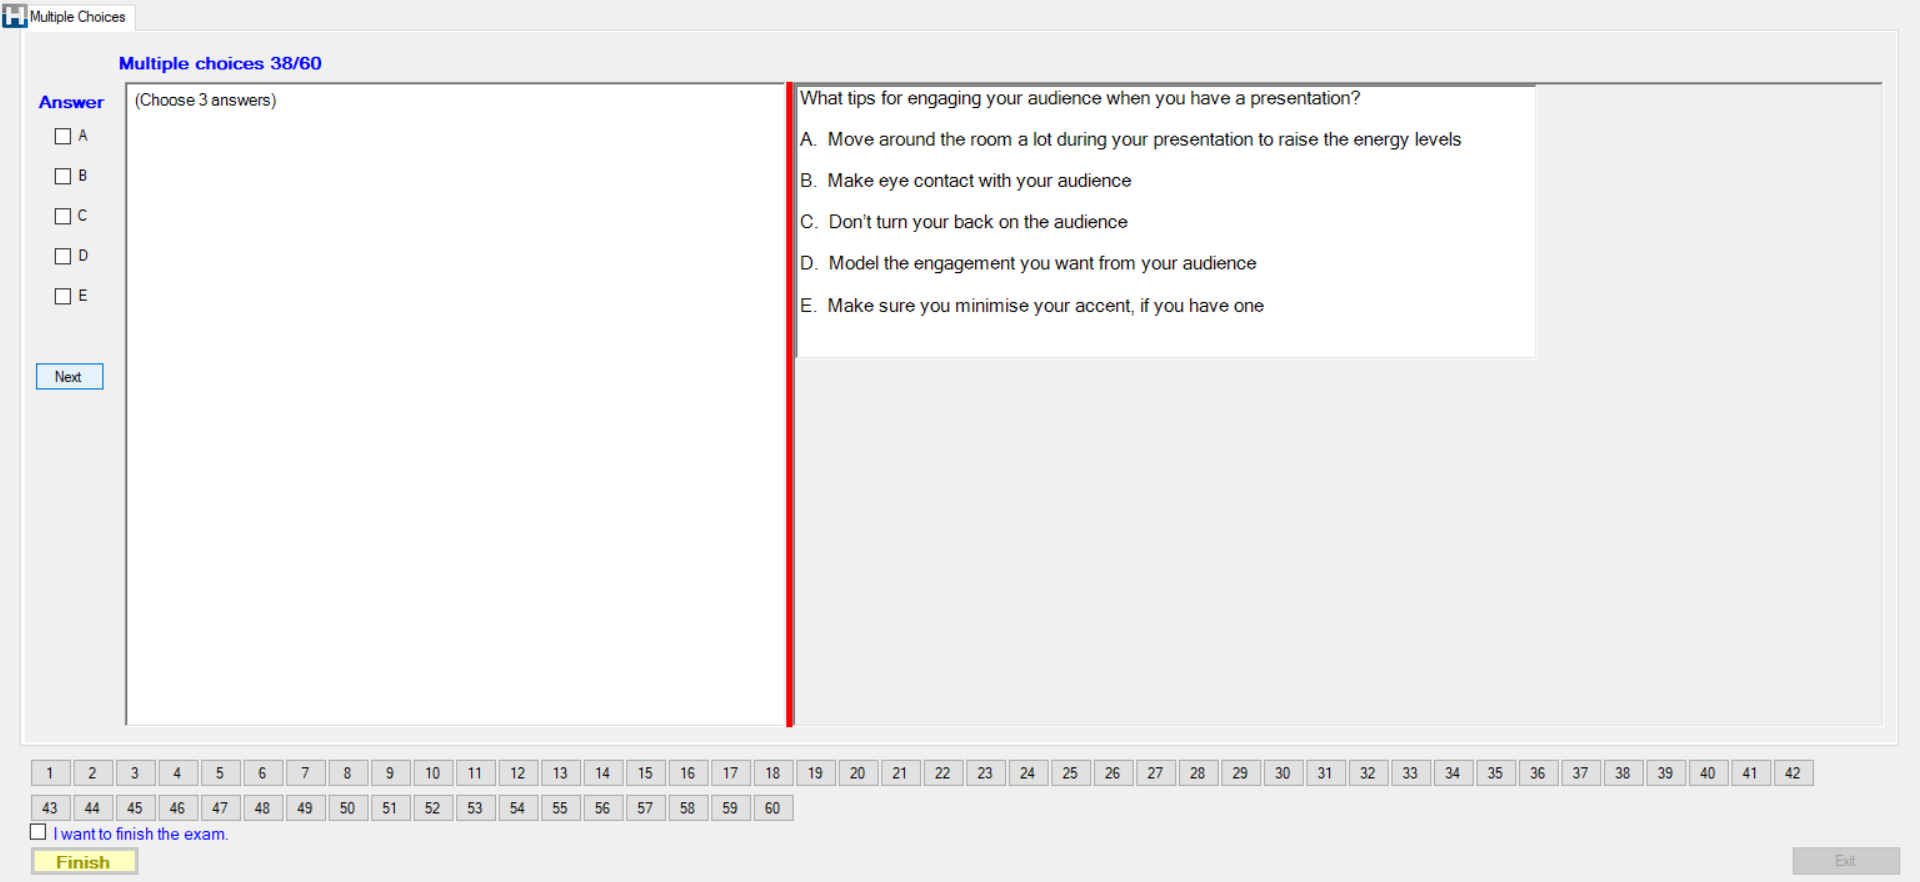 Multiple Choices
Multiple choices 38/60
Answer
A
B
C
D
E
Next
(Choose 3 answers)
What tips for engaging your audience when you have a presentation?
A. Move around the room a lot during your presentation to raise the energy levels
B. Make eye contact with your audience
C. Don't turn your back on the audience
D. Model the engagement you want from your audience
E. Make sure you minimise your accent, if you have one
1 2 3 4 5 6 7 8 9 10 11 12 13 14 15 16 17 18 19 20 21 22 23 24 25 26 27 28 29 30 31 32 33 34 35 36 37 38 39 40 41 42
43 44 45 46 47 48 49 50 51 52 53 54 55 56 57 58 59 60
I want to finish the exam.
Finish
Exit